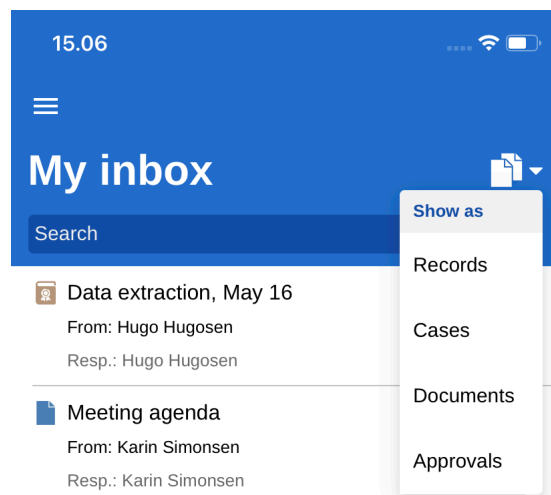 15.06
My inbox
Search
Show as
Records
Cases
Documents
Approvals
Data extraction, May 16
From: Hugo Hugosen
Resp.: Hugo Hugosen
Meeting agenda
From: Karin Simonsen
Resp.: Karin Simonsen